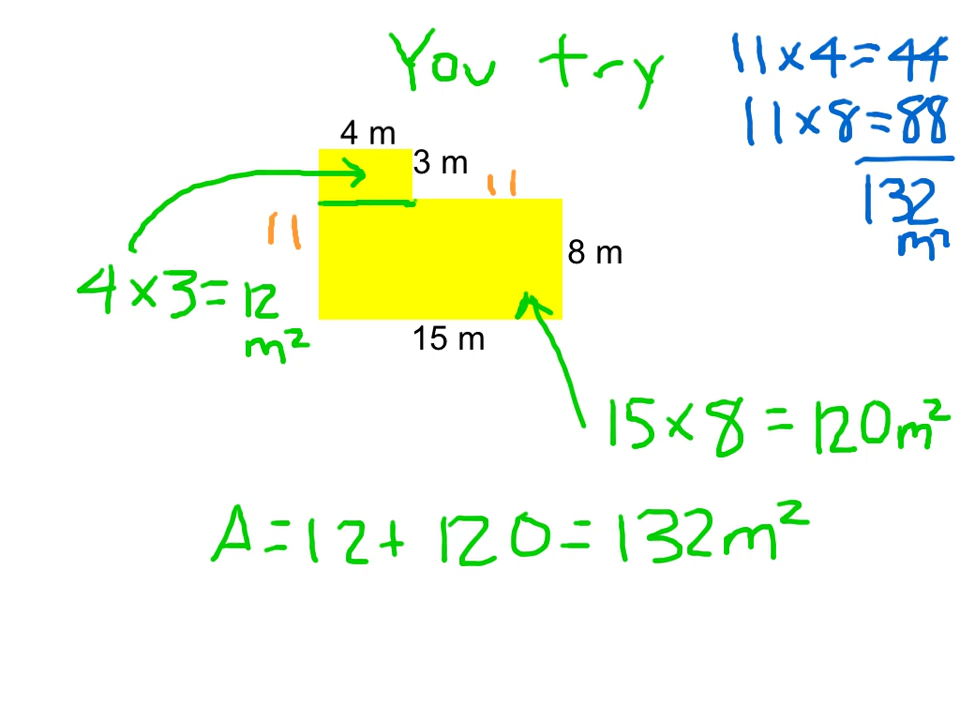 You try
11x4=44
11x8=88
132
m²
4 m
3 m
11
11
8 m
4x3=12
m²
15 m
15x8=120m²
A=12+120=132m²